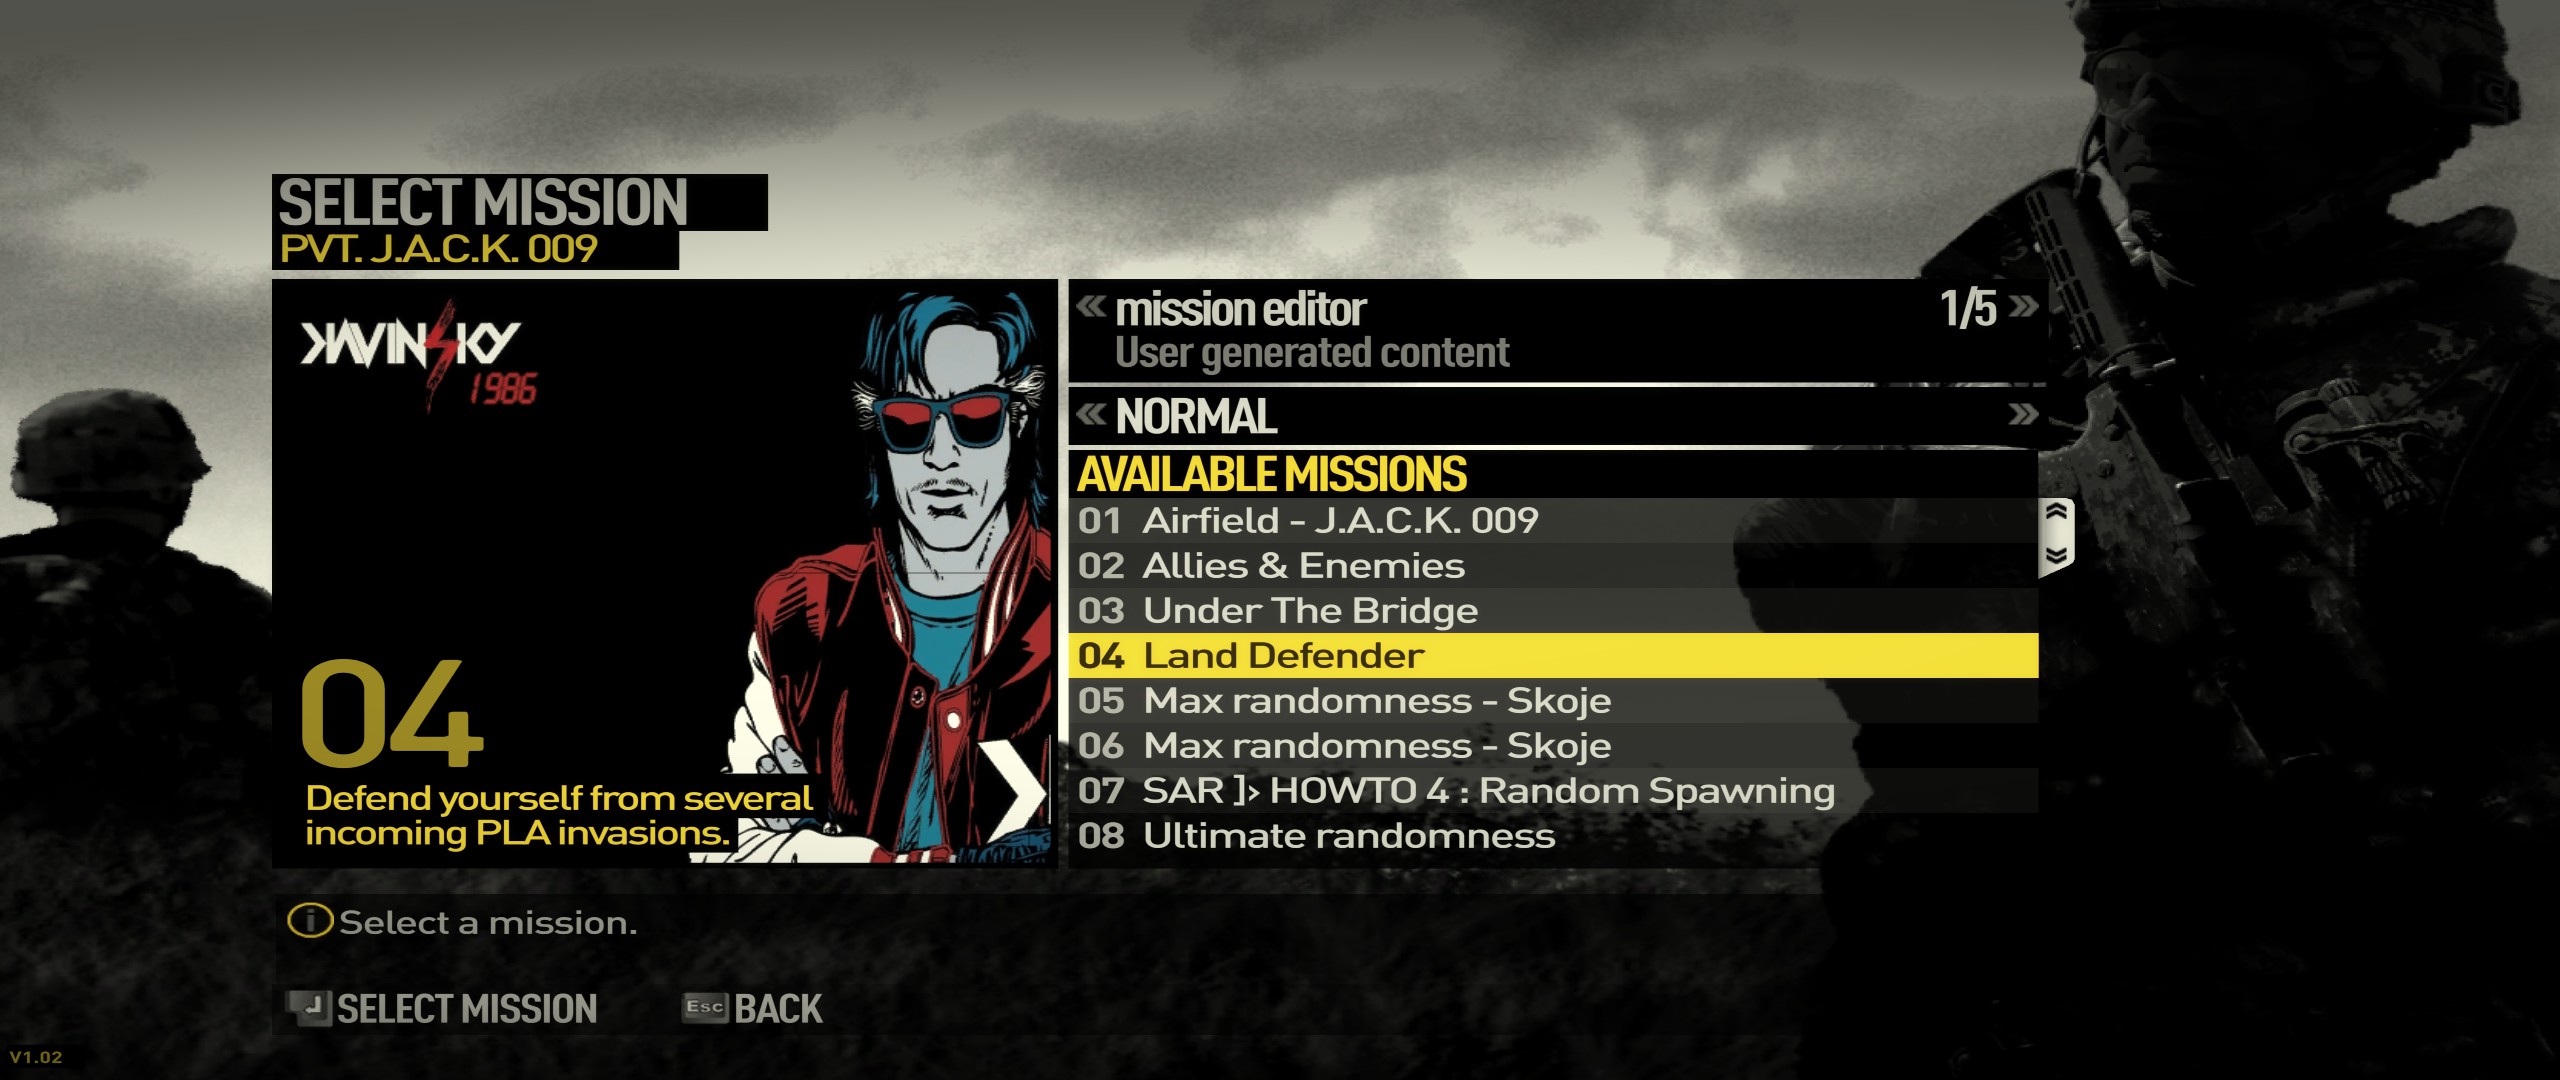 SELECT MISSION
PVT. J.A.C.K. 009
KAVINSKY
1986
04
Defend yourself from several
incoming PLA invasions.
mission editor 1/5
User generated content
NORMAL
AVAILABLE MISSIONS
01 Airfield - J.A.C.K. 009
02 Allies & Enemies
03 Under The Bridge
04 Land Defender
05 Max randomness - Skoje
06 Max randomness - Skoje
07 SAR ]› HOWTO 4 : Random Spawning
08 Ultimate randomness
i Select a mission.
SELECT MISSION Esc BACK
V1.02